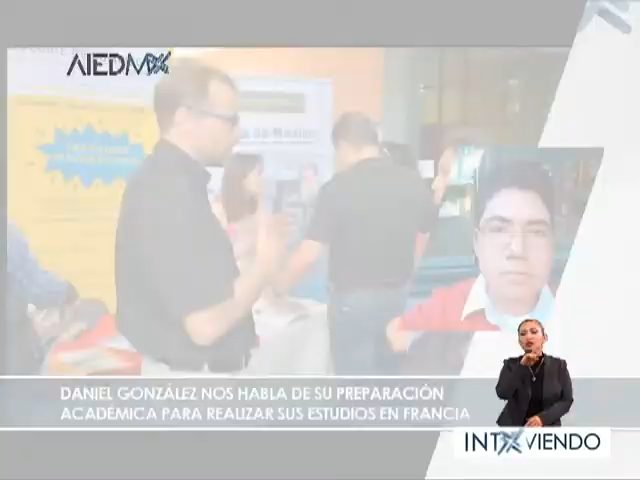 AIEDMX
DANIEL GONZÁLEZ NOS HABLA DE SU PREPARACIÓN
ACADÉMICA PARA REALIZAR SUS ESTUDIOS EN FRANCIA
INTXVIENDO